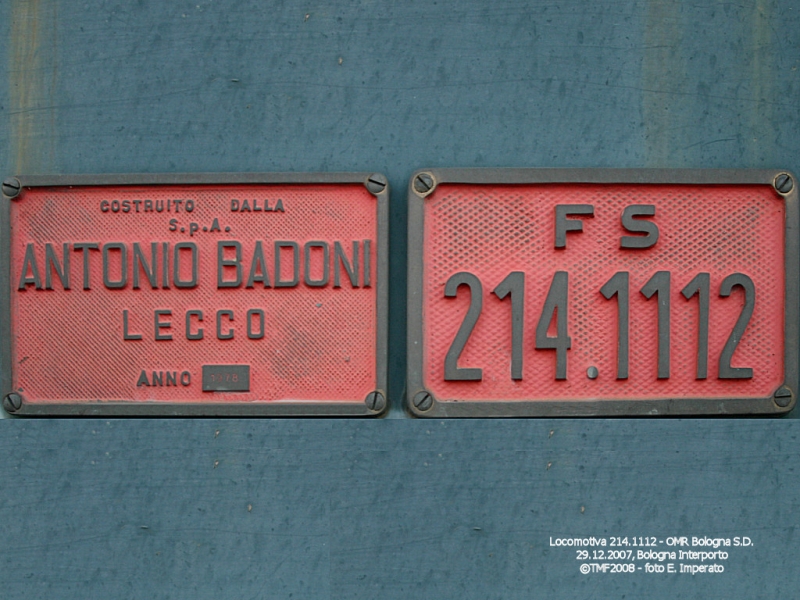 COSTRUITO DALLA
S.p.A.
ANTONIO BADONI
LECCO
ANNO
FS
214.1112
Locomotiva 214.1112 - OMR Bologna S.D.
29.12.2007, Bologna Interporto
©TMF2008 - foto E. Imperato